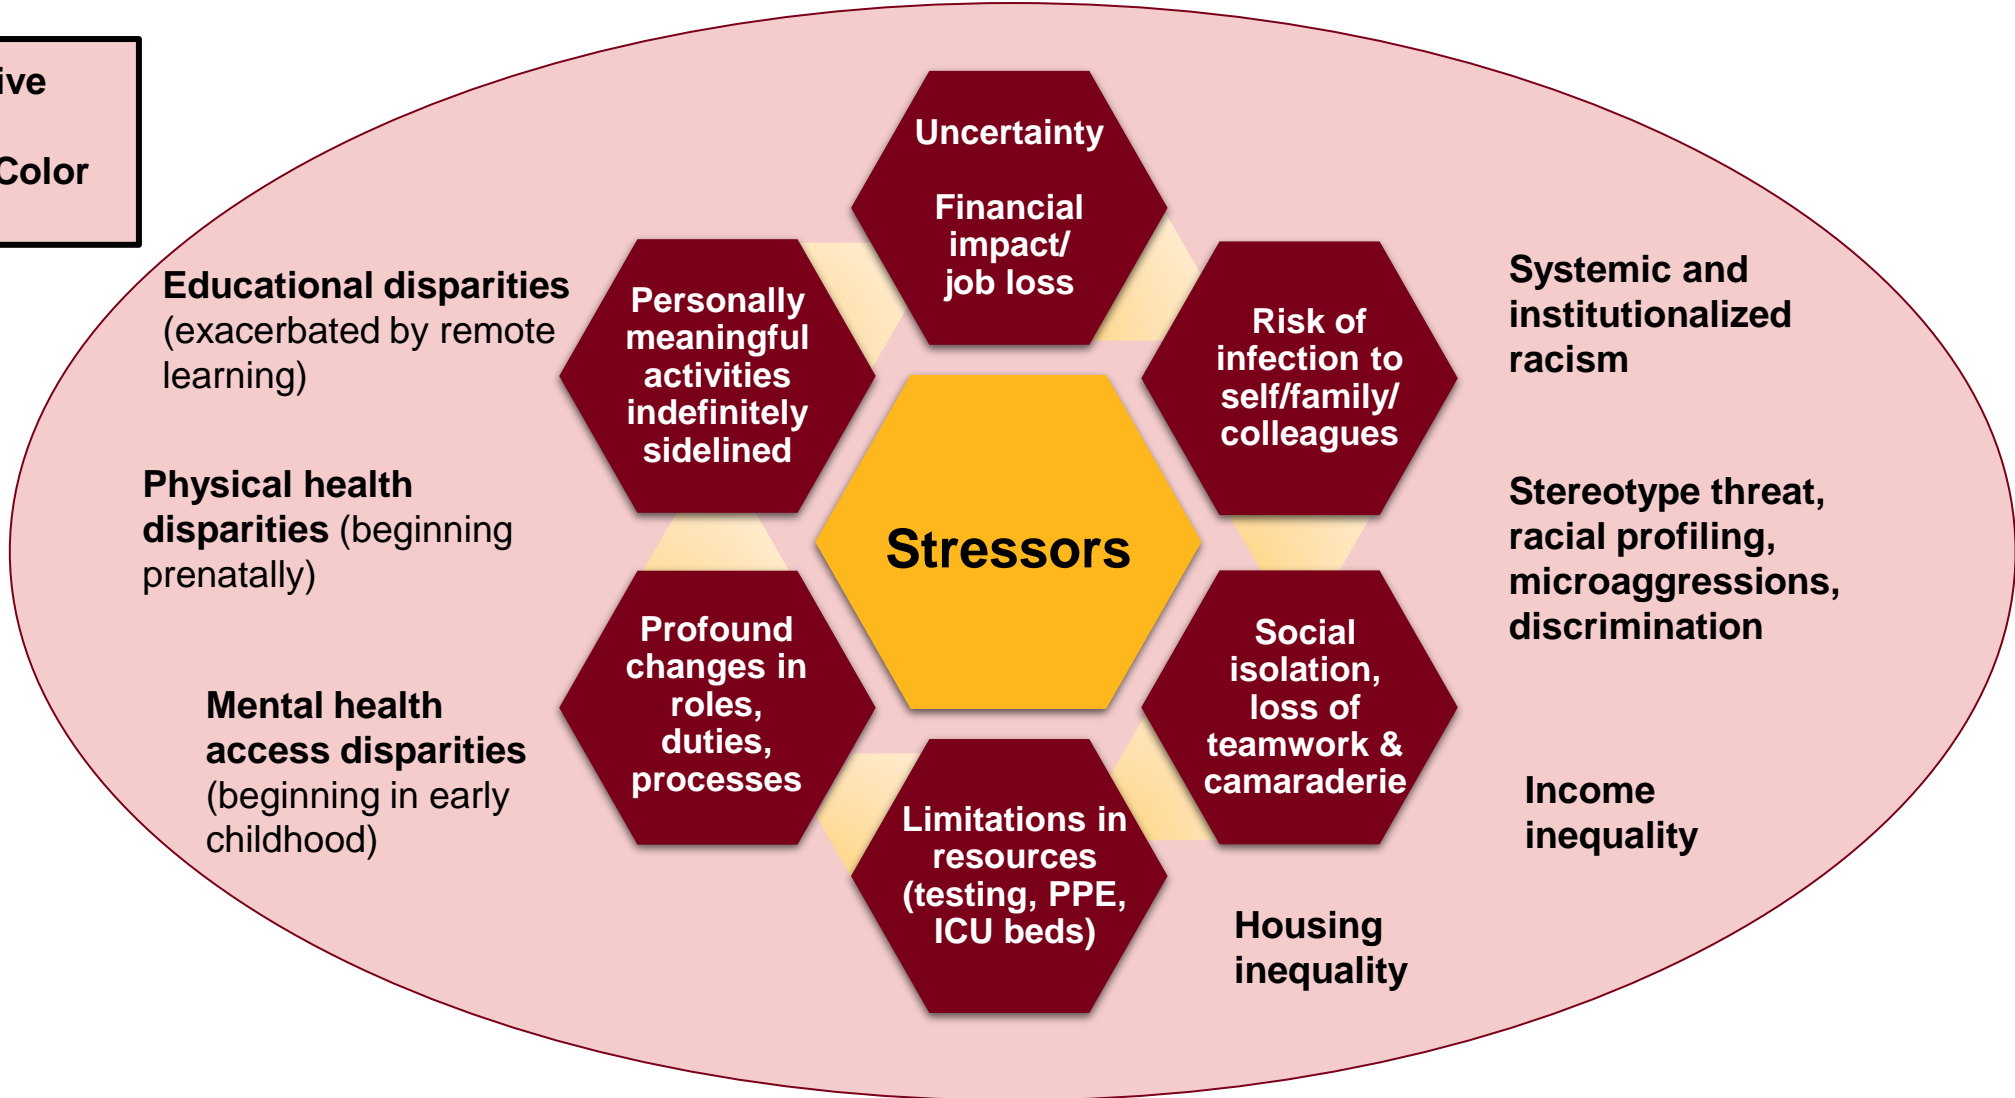 ive
Color
Uncertainty
Financial
impact/
job loss
Educational disparities
(exacerbated by remote
learning)
Personally
meaningful
activities
indefinitely
sidelined
Risk of
infection to
self/family/
colleagues
Systemic and
institutionalized
racism
Physical health
disparities (beginning
prenatally)
Stressors
Stereotype threat,
racial profiling,
microaggressions,
discrimination
Mental health
access disparities
(beginning in early
childhood)
Profound
changes in
roles,
duties,
processes
Social
isolation,
loss of
teamwork &
camaraderie
Limitations in
resources
(testing, PPE,
ICU beds)
Income
inequality
Housing
inequality